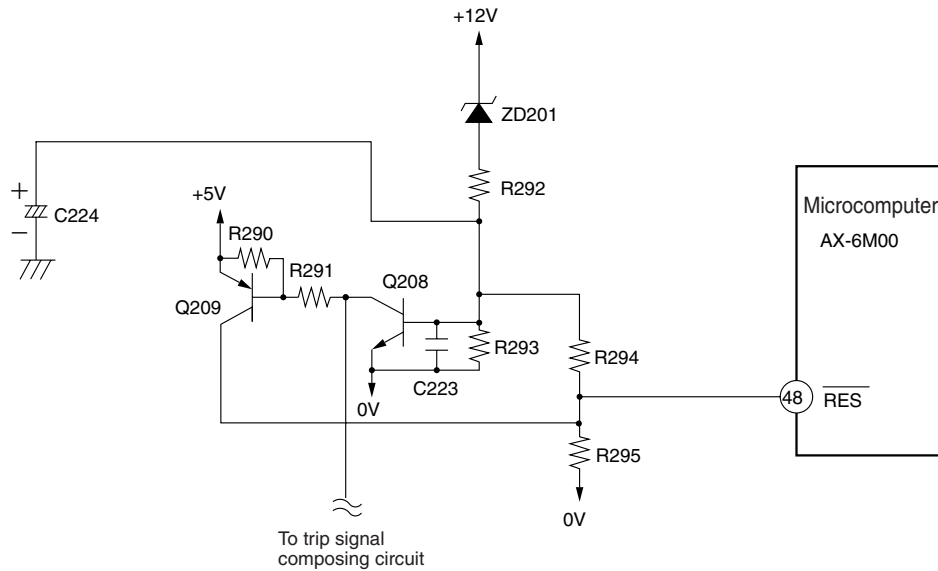 +12V
ZD201
R292
+
C224
−
+5V
R290
R291
Q208
Q209
Microcomputer
AX-6M00
R293
R294
C223
0V
48
RES
R295
0V
To trip signal
composing circuit